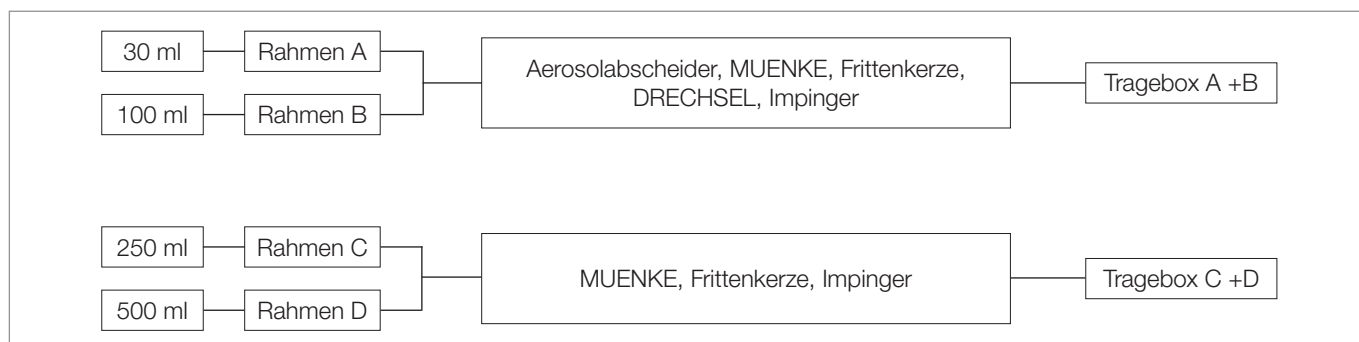 30 ml
Rahmen A
100 ml
Rahmen B
Aerosolabscheider, MUENKE, Frittenkerze,
DRECHSEL, Impinger
Tragebox A +B
250 ml
Rahmen C
500 ml
Rahmen D
MUENKE, Frittenkerze, Impinger
Tragebox C +D